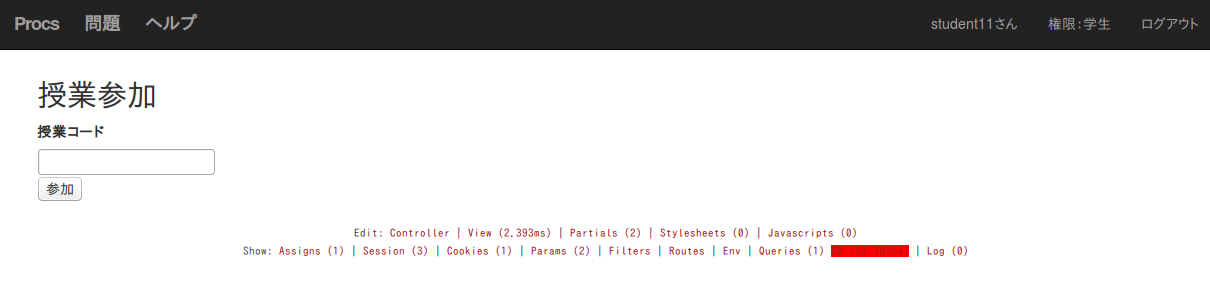 Procs 問題 ヘルプ student11さん 権限：学生 ログアウト
授業参加
授業コード
参加
Edit: Controller | View (2.393ms) | Partials (2) | Stylesheets (0) | Javascripts (0)
Show: Assigns (1) | Session (3) | Cookies (1) | Params (2) | Filters | Routes | Env | Queries (1) | Log (0)